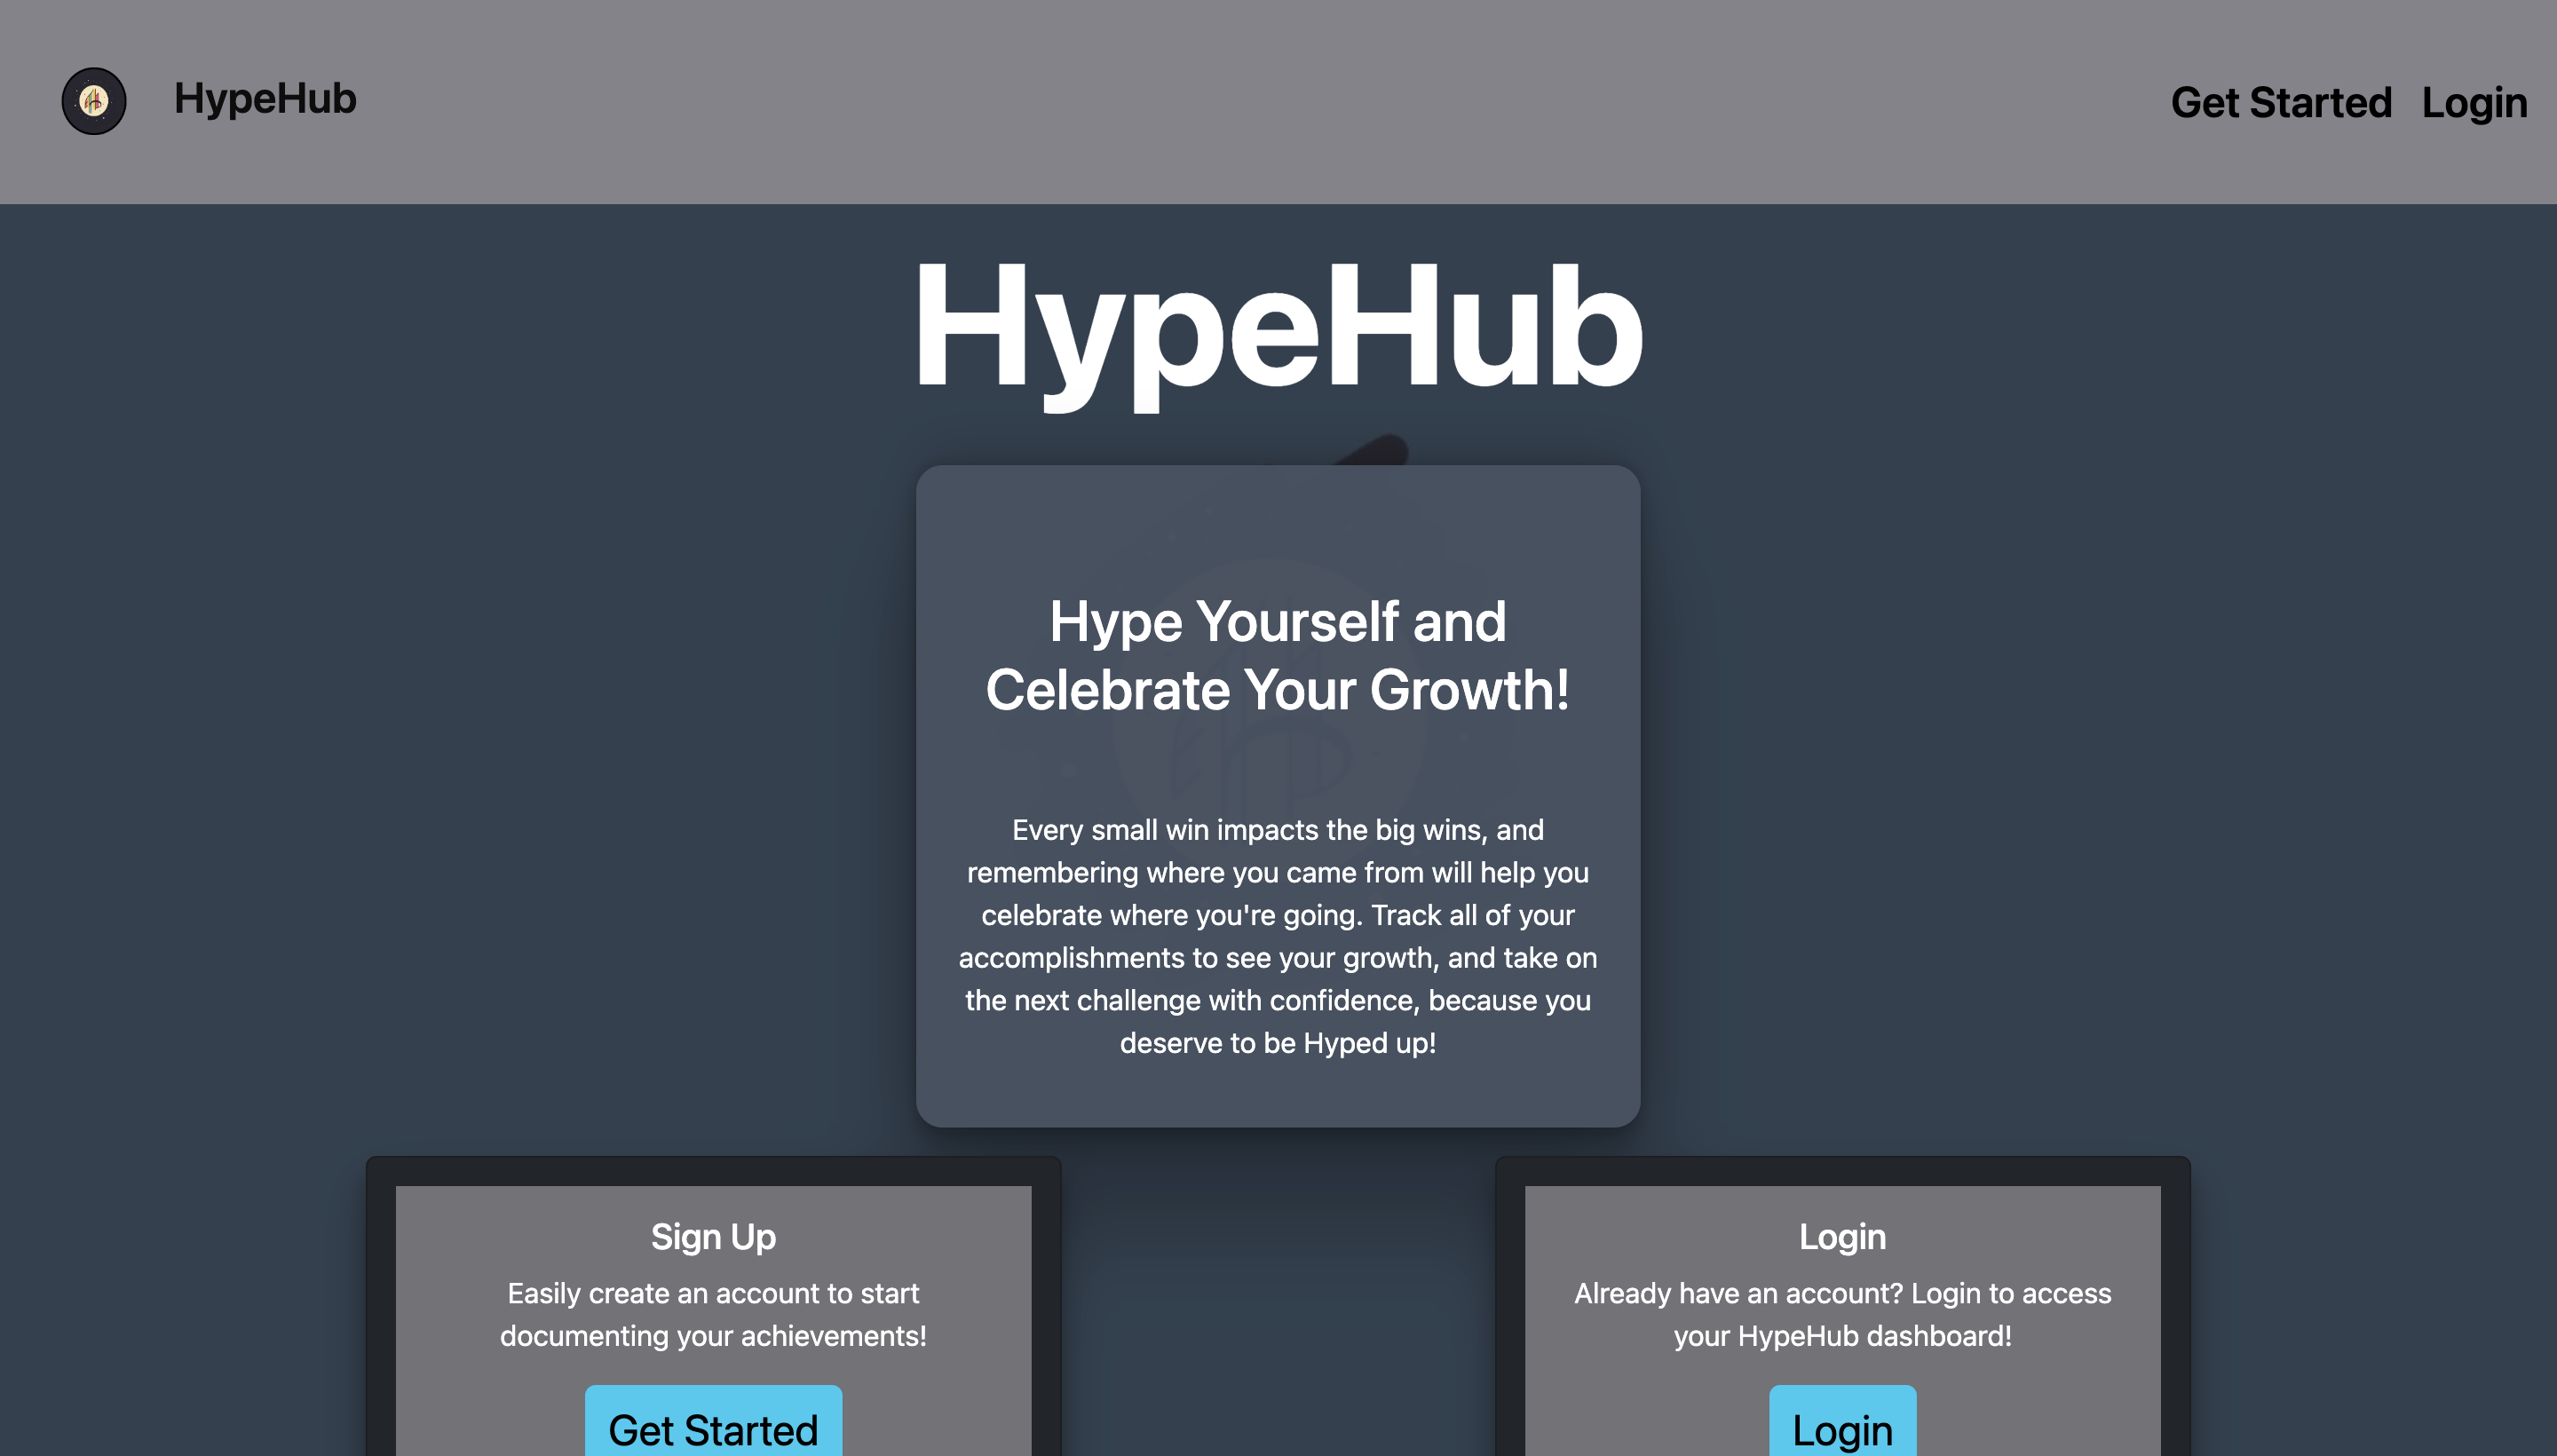 HypeHub
Get Started
Login
HypeHub
Hype Yourself and
Celebrate Your Growth!
Every small win impacts the big wins, and
remembering where you came from will help you
celebrate where you're going. Track all of your
accomplishments to see your growth, and take on
the next challenge with confidence, because you
deserve to be Hyped up!
Sign Up
Easily create an account to start
documenting your achievements!
Get Started
Login
Already have an account? Login to access
your HypeHub dashboard!
Login